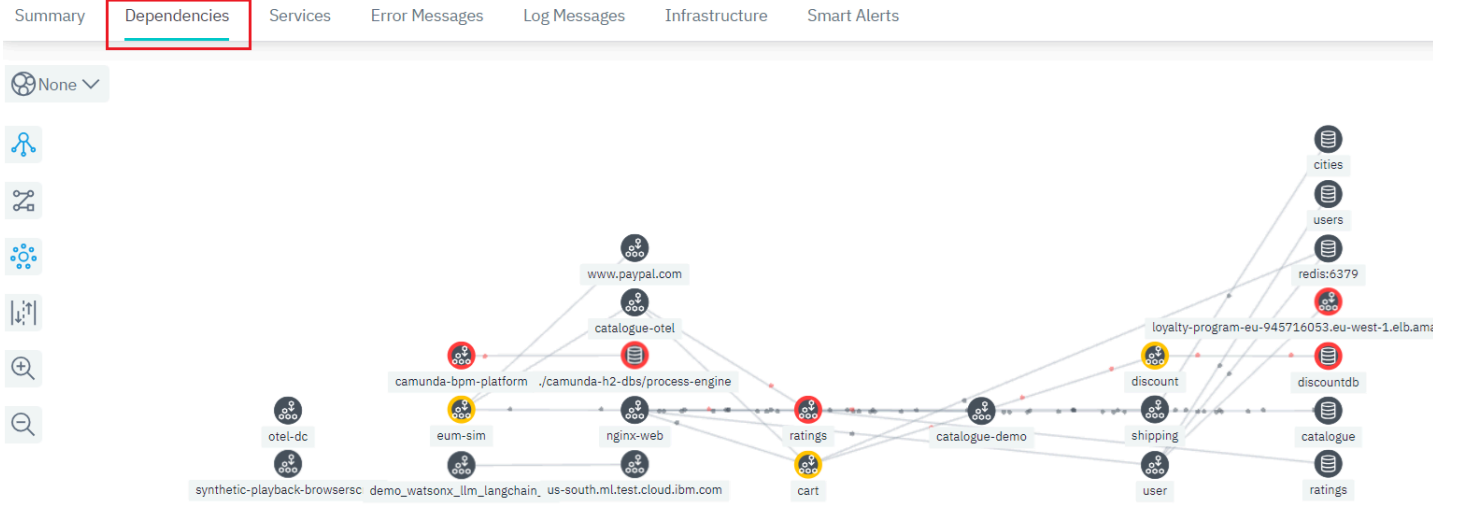 Summary Dependencies Services Error Messages Log Messages Infrastructure Smart Alerts
None
cities
users
www.paypal.com redis:6379
catalogue-otel loyalty-program-eu-945716053.eu-west-1.elb.ama
camunda-bpm-platform ./camunda-h2-dbs/process-engine discount discountdb
otel-dc eum-sim nginx-web ratings catalogue-demo shipping catalogue
synthetic-playback-browsersc demo_watsonx_llm_langchain_ us-south.ml.test.cloud.ibm.com cart user ratings